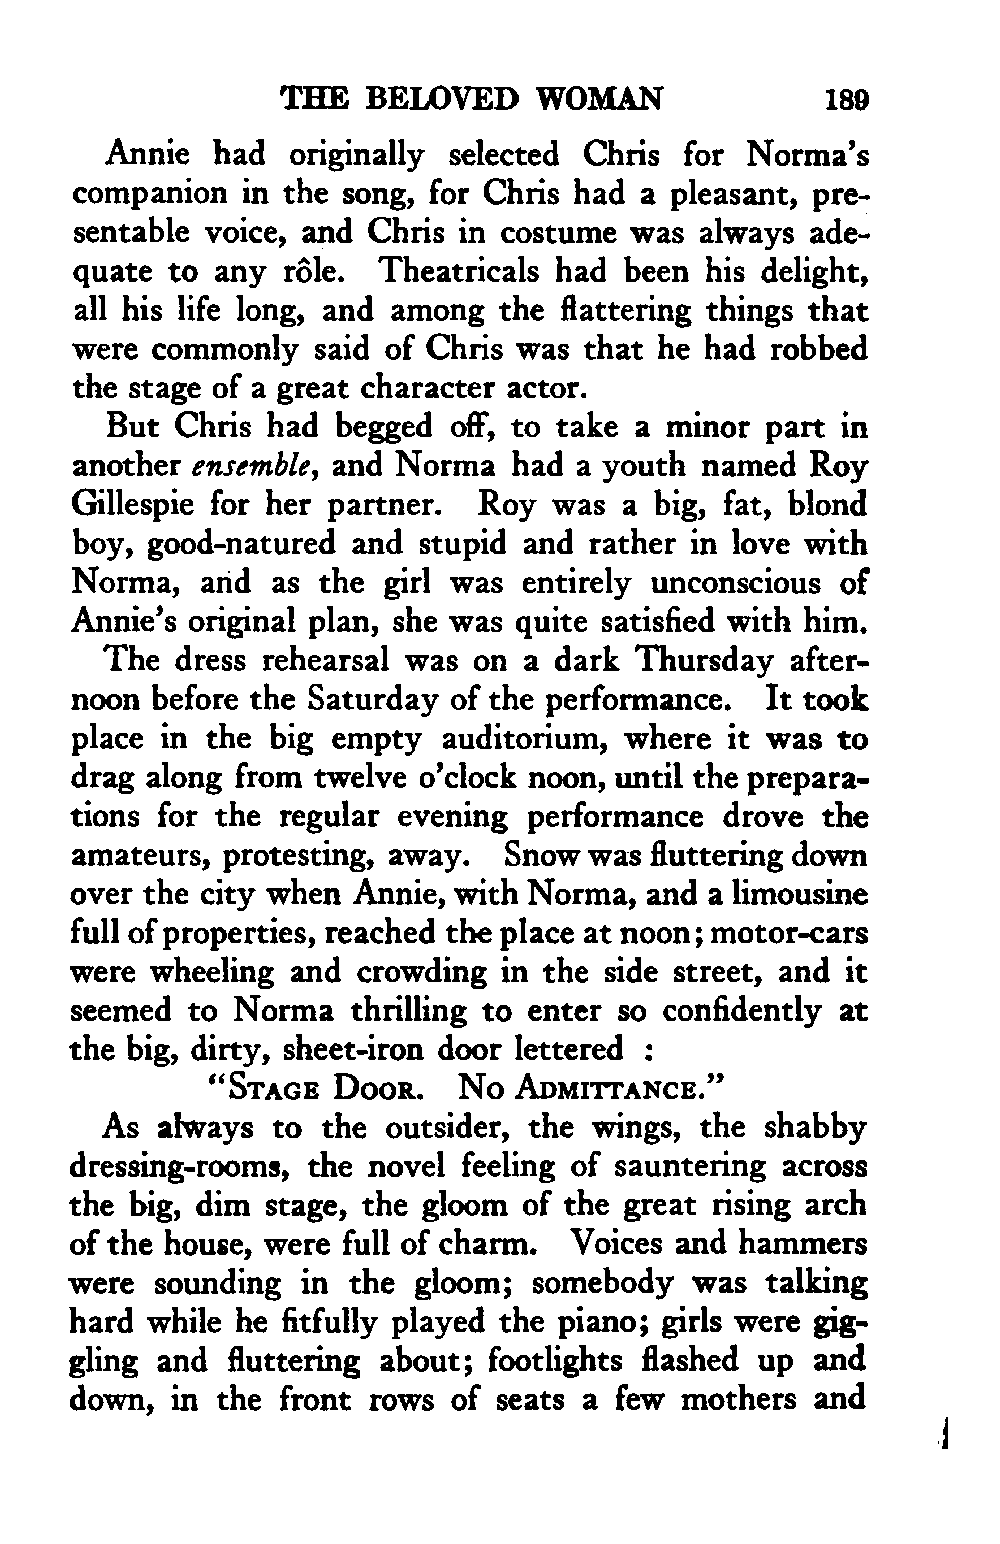 THE BELOVED WOMAN 189
Annie had originally selected Chris for Norma's
companion in the song, for Chris had a pleasant, pre-
sentable voice, and Chris in costume was always ade-
quate to any rôle. Theatricals had been his delight,
all his life long, and among the flattering things that
were commonly said of Chris was that he had robbed
the stage of a great character actor.
But Chris had begged off, to take a minor part in
another ensemble, and Norma had a youth named Roy
Gillespie for her partner. Roy was a big, fat, blond
boy, good-natured and stupid and rather in love with
Norma, and as the girl was entirely unconscious of
Annie's original plan, she was quite satisfied with him.
The dress rehearsal was on a dark Thursday after-
noon before the Saturday of the performance. It took
place in the big empty auditorium, where it was to
drag along from twelve o'clock noon, until the prepara-
tions for the regular evening performance drove the
amateurs, protesting, away. Snow was fluttering down
over the city when Annie, with Norma, and a limousine
full of properties, reached the place at noon; motor-cars
were wheeling and crowding in the side street, and it
seemed to Norma thrilling to enter so confidently at
the big, dirty, sheet-iron door lettered :
"STAGE DOOR. NO ADMITTANCE."
As always to the outsider, the wings, the shabby
dressing-rooms, the novel feeling of sauntering across
the big, dim stage, the gloom of the great rising arch
of the house, were full of charm. Voices and hammers
were sounding in the gloom; somebody was talking
hard while he fitfully played the piano; girls were gig-
gling and fluttering about; footlights flashed up and
down, in the front rows of seats a few mothers and